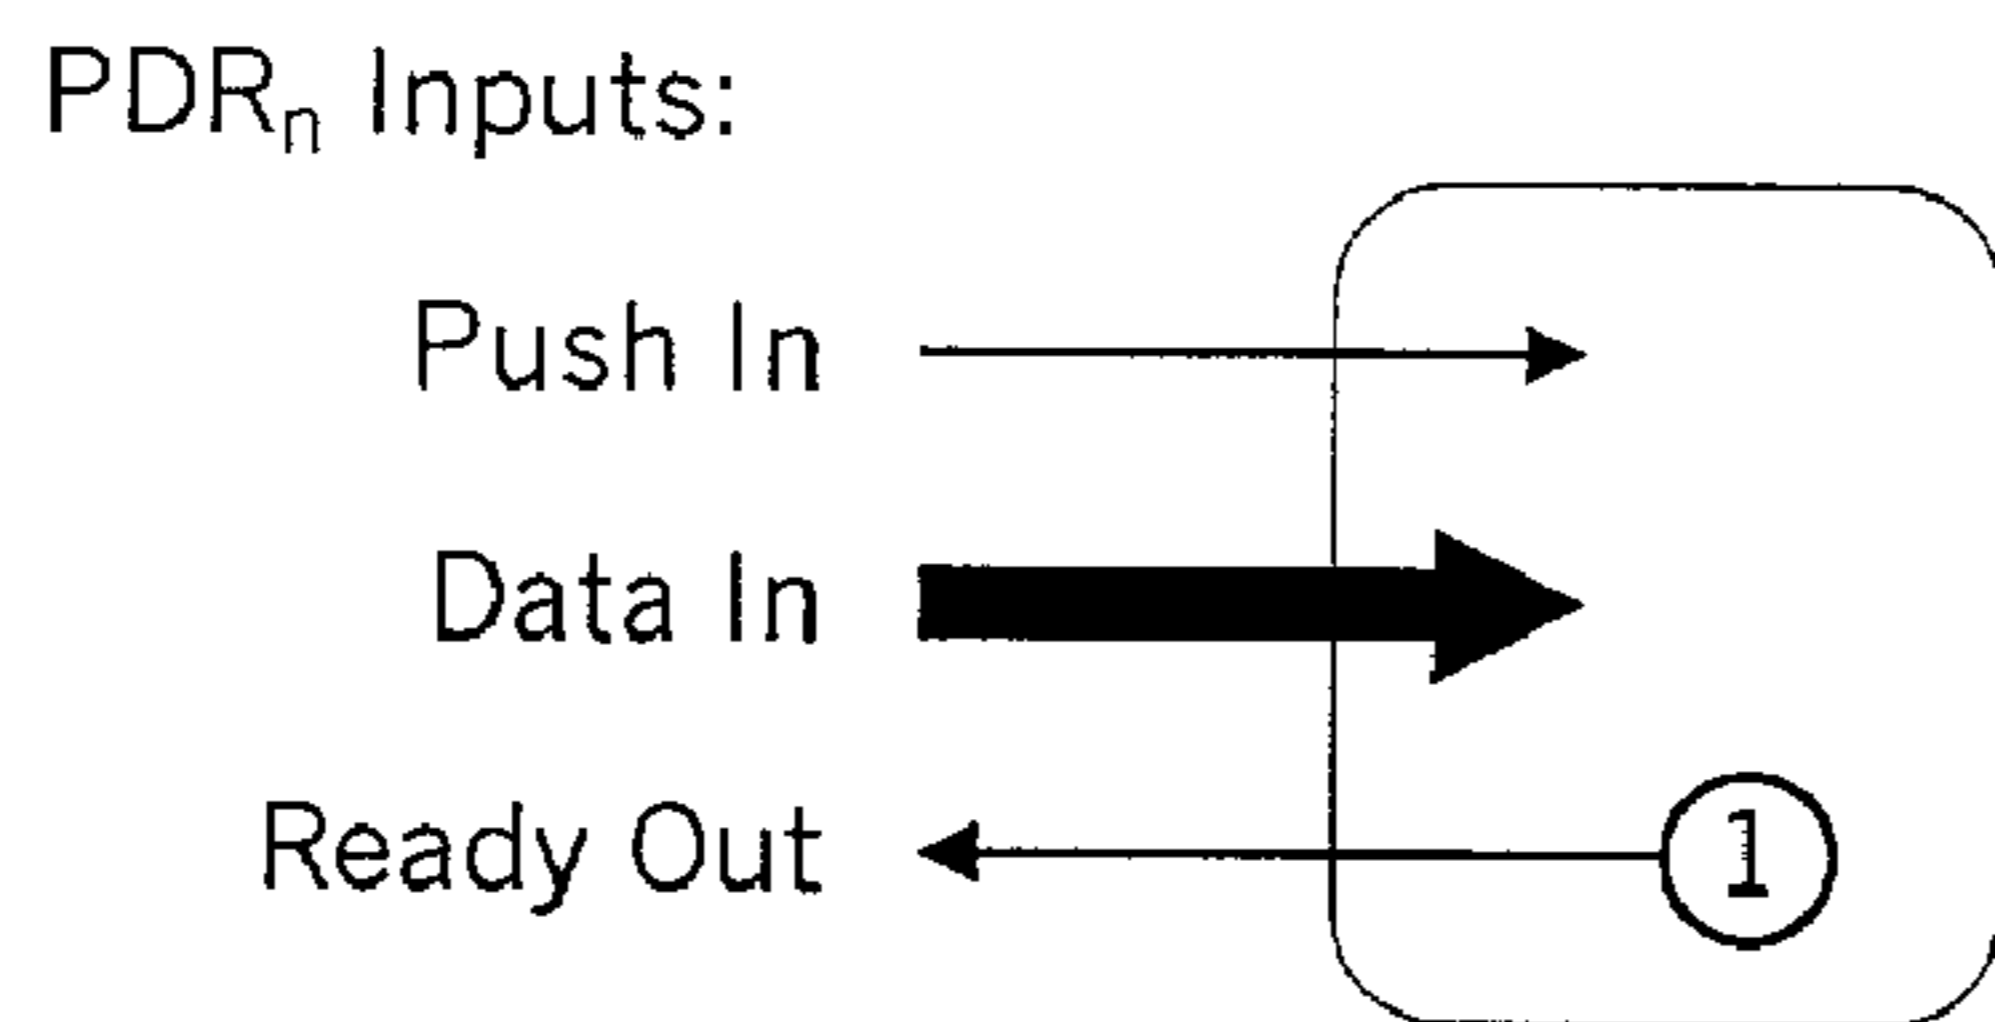 PDRn Inputs:
Push In
Data In
Ready Out
1